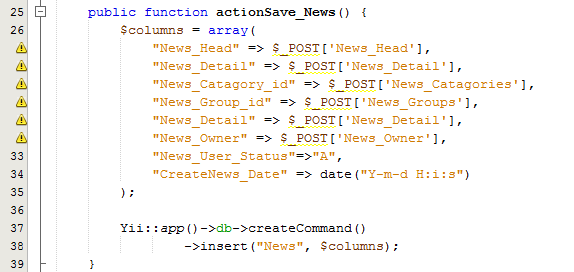 25 public function actionSave_News() {
26 $columns = array(
"News_Head" => $_POST['News_Head'],
"News_Detail" => $_POST['News_Detail'],
"News_Catagory_id" => $_POST['News_Catagories'],
"News_Group_id" => $_POST['News_Groups'],
"News_Detail" => $_POST['News_Detail'],
"News_Owner" => $_POST['News_Owner'],
33 "News_User_Status"=>"A",
34 "CreateNews_Date" => date("Y-m-d H:i:s")
35 );
36
37 Yii::app()->db->createCommand()
38 ->insert("News", $columns);
39 }